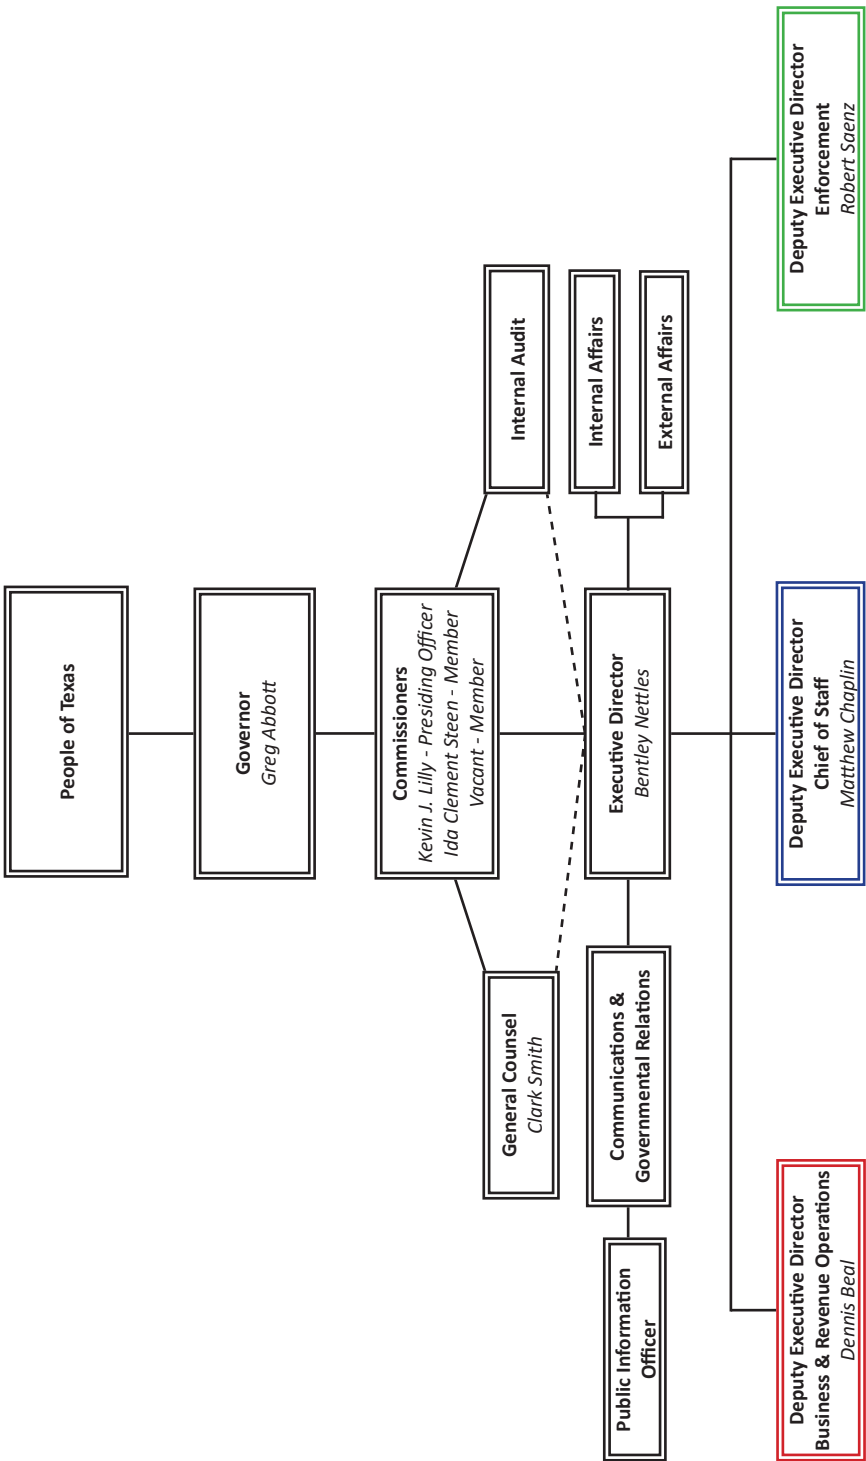 People of Texas
Governor
Greg Abbott
Commissioners
Kevin J. Lilly - Presiding Officer
Ida Clement Steen - Member
Vacant - Member
General Counsel
Clark Smith
Internal Audit
Public Information
Officer
Communications &
Governmental Relations
Executive Director
Bentley Nettles
Internal Affairs
External Affairs
Deputy Executive Director
Business & Revenue Operations
Dennis Beal
Deputy Executive Director
Chief of Staff
Matthew Chaplin
Deputy Executive Director
Enforcement
Robert Saenz